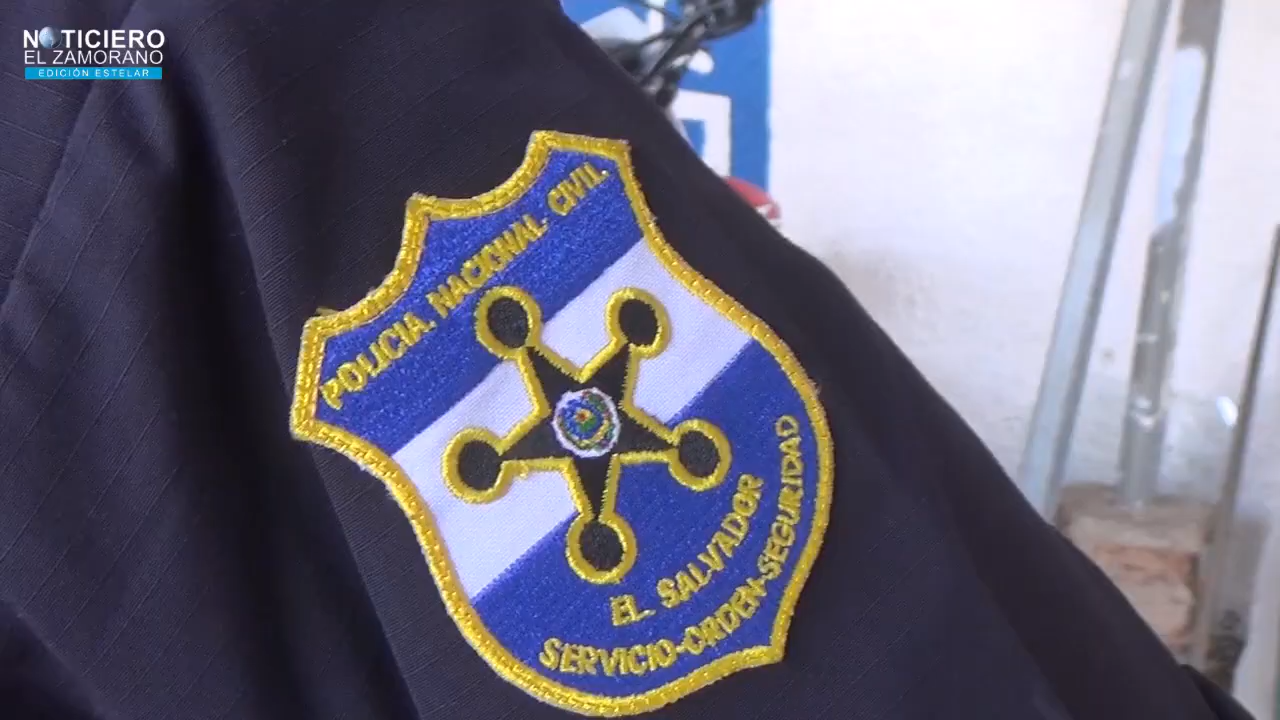 NOTICIERO
EL ZAMORANO
EDICIÓN ESTELAR
POLICIA NACIONAL CIVIL
EL SALVADOR
SERVICIO-ORDEN-SEGURIDAD